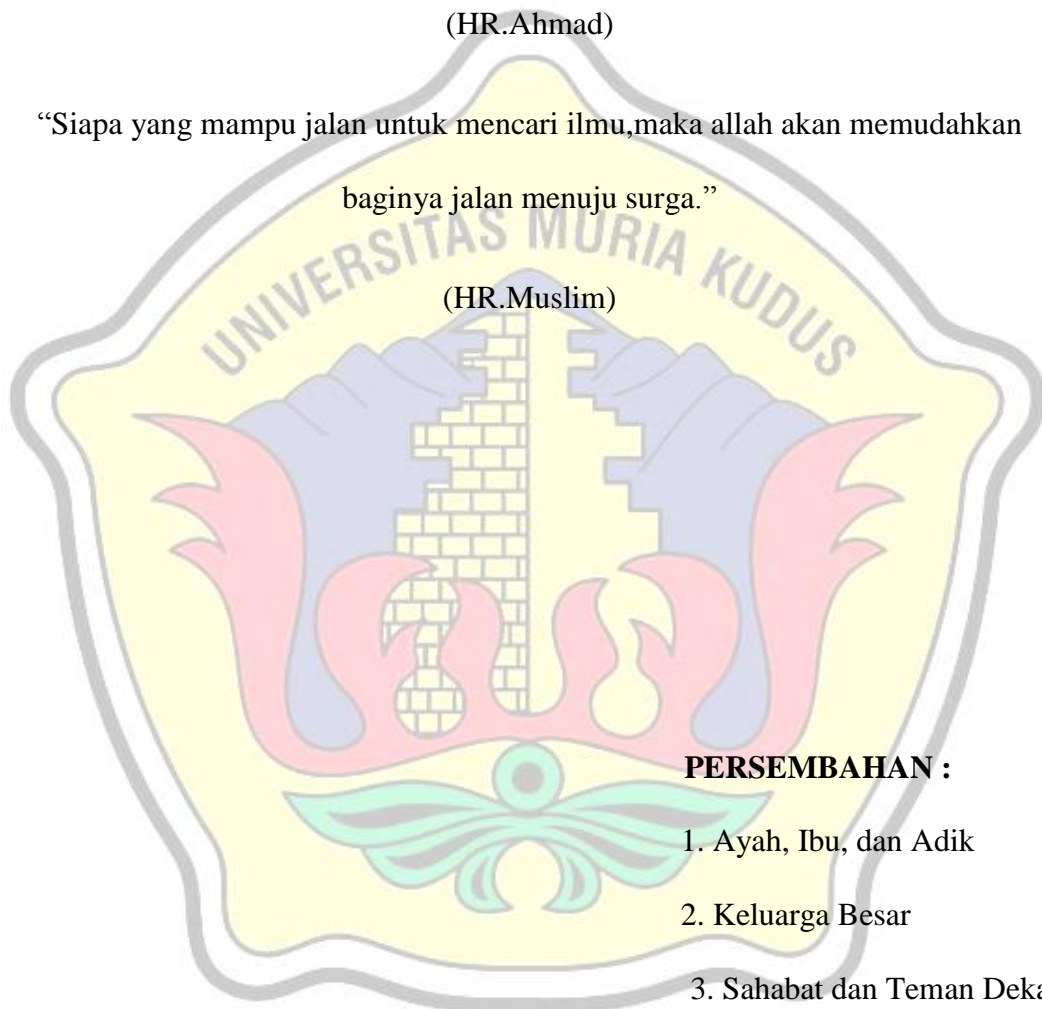 (HR.Ahmad)
“Siapa yang mampu jalan untuk mencari ilmu,maka allah akan memudahkan
baginya jalan menuju surga.”
UNIVERSITAS MURIA KUDUS
(HR.Muslim)
PERSEMBAHAN :
1. Ayah, Ibu, dan Adik
2. Keluarga Besar
3. Sahabat dan Teman Deka